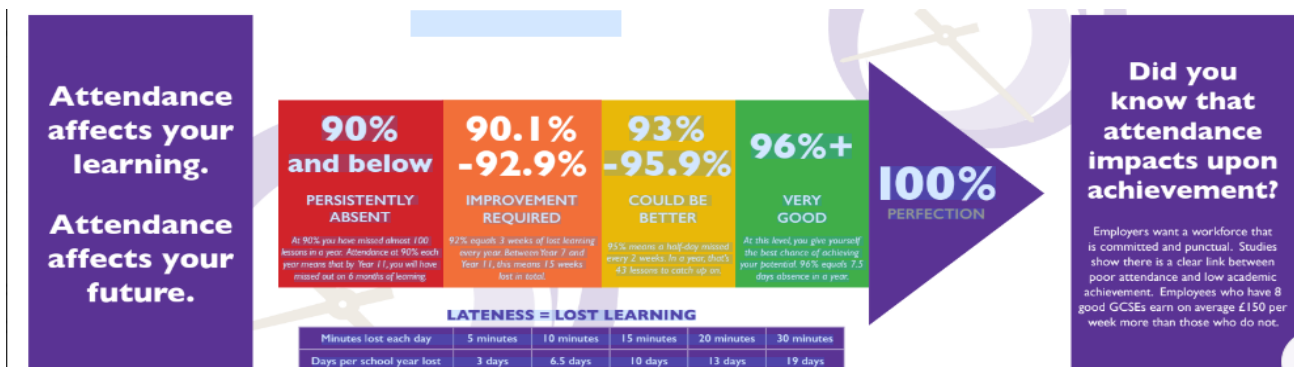 Attendance
affects your
learning.
Attendance
affects your
future.
90%
and below
PERSISTENTLY
ABSENT
At 90% you have missed almost 100
lessons in a year. Attendance at 90% each
year means that by Year 11, you will have
missed out on 6 months of learning.
90.1%
-92.9%
IMPROVEMENT
REQUIRED
92% equals 3 weeks of lost learning
every year. Between Year 7 and
Year 11, this means 15 weeks
lost in total.
93%
-95.9%
COULD BE
BETTER
95% means a half-day missed
every 2 weeks. In a year, that's
43 lessons to catch up on.
96%+
VERY
GOOD
At this level, you give yourself
the best chance of achieving
your potential. 96% equals 7.5
days absence in a year.
100%
PERFECTION
LATENESS = LOST LEARNING
Minutes lost each day 5 minutes 10 minutes 15 minutes 20 minutes 30 minutes
Days per school year lost 3 days 6.5 days 10 days 13 days 19 days
Did you
know that
attendance
impacts upon
achievement?
Employers want a workforce that
is committed and punctual. Studies
show there is a clear link between
poor attendance and low academic
achievement. Employees who have 8
good GCSEs earn on average £150 per
week more than those who do not.